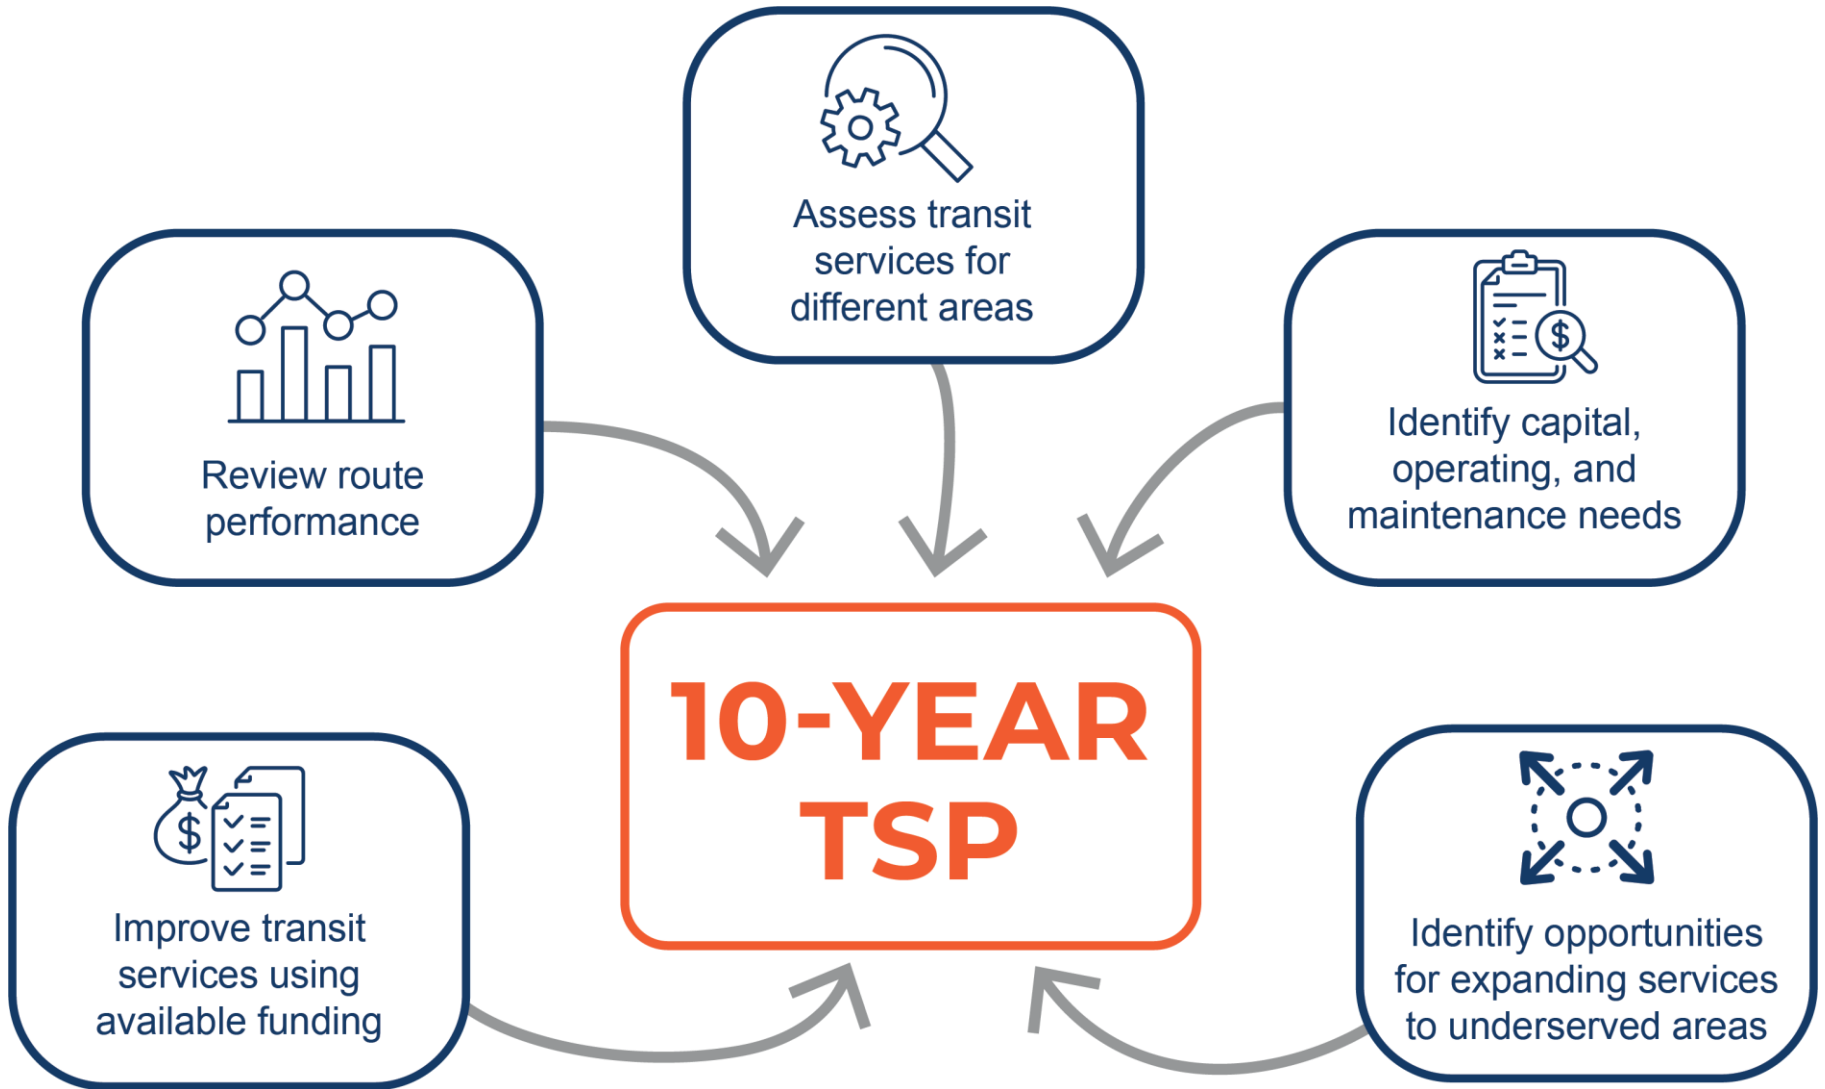 Assess transit
services for
different areas
Review route
performance
Identify capital,
operating, and
maintenance needs
10-YEAR
TSP
Improve transit
services using
available funding
Identify opportunities
for expanding services
to underserved areas